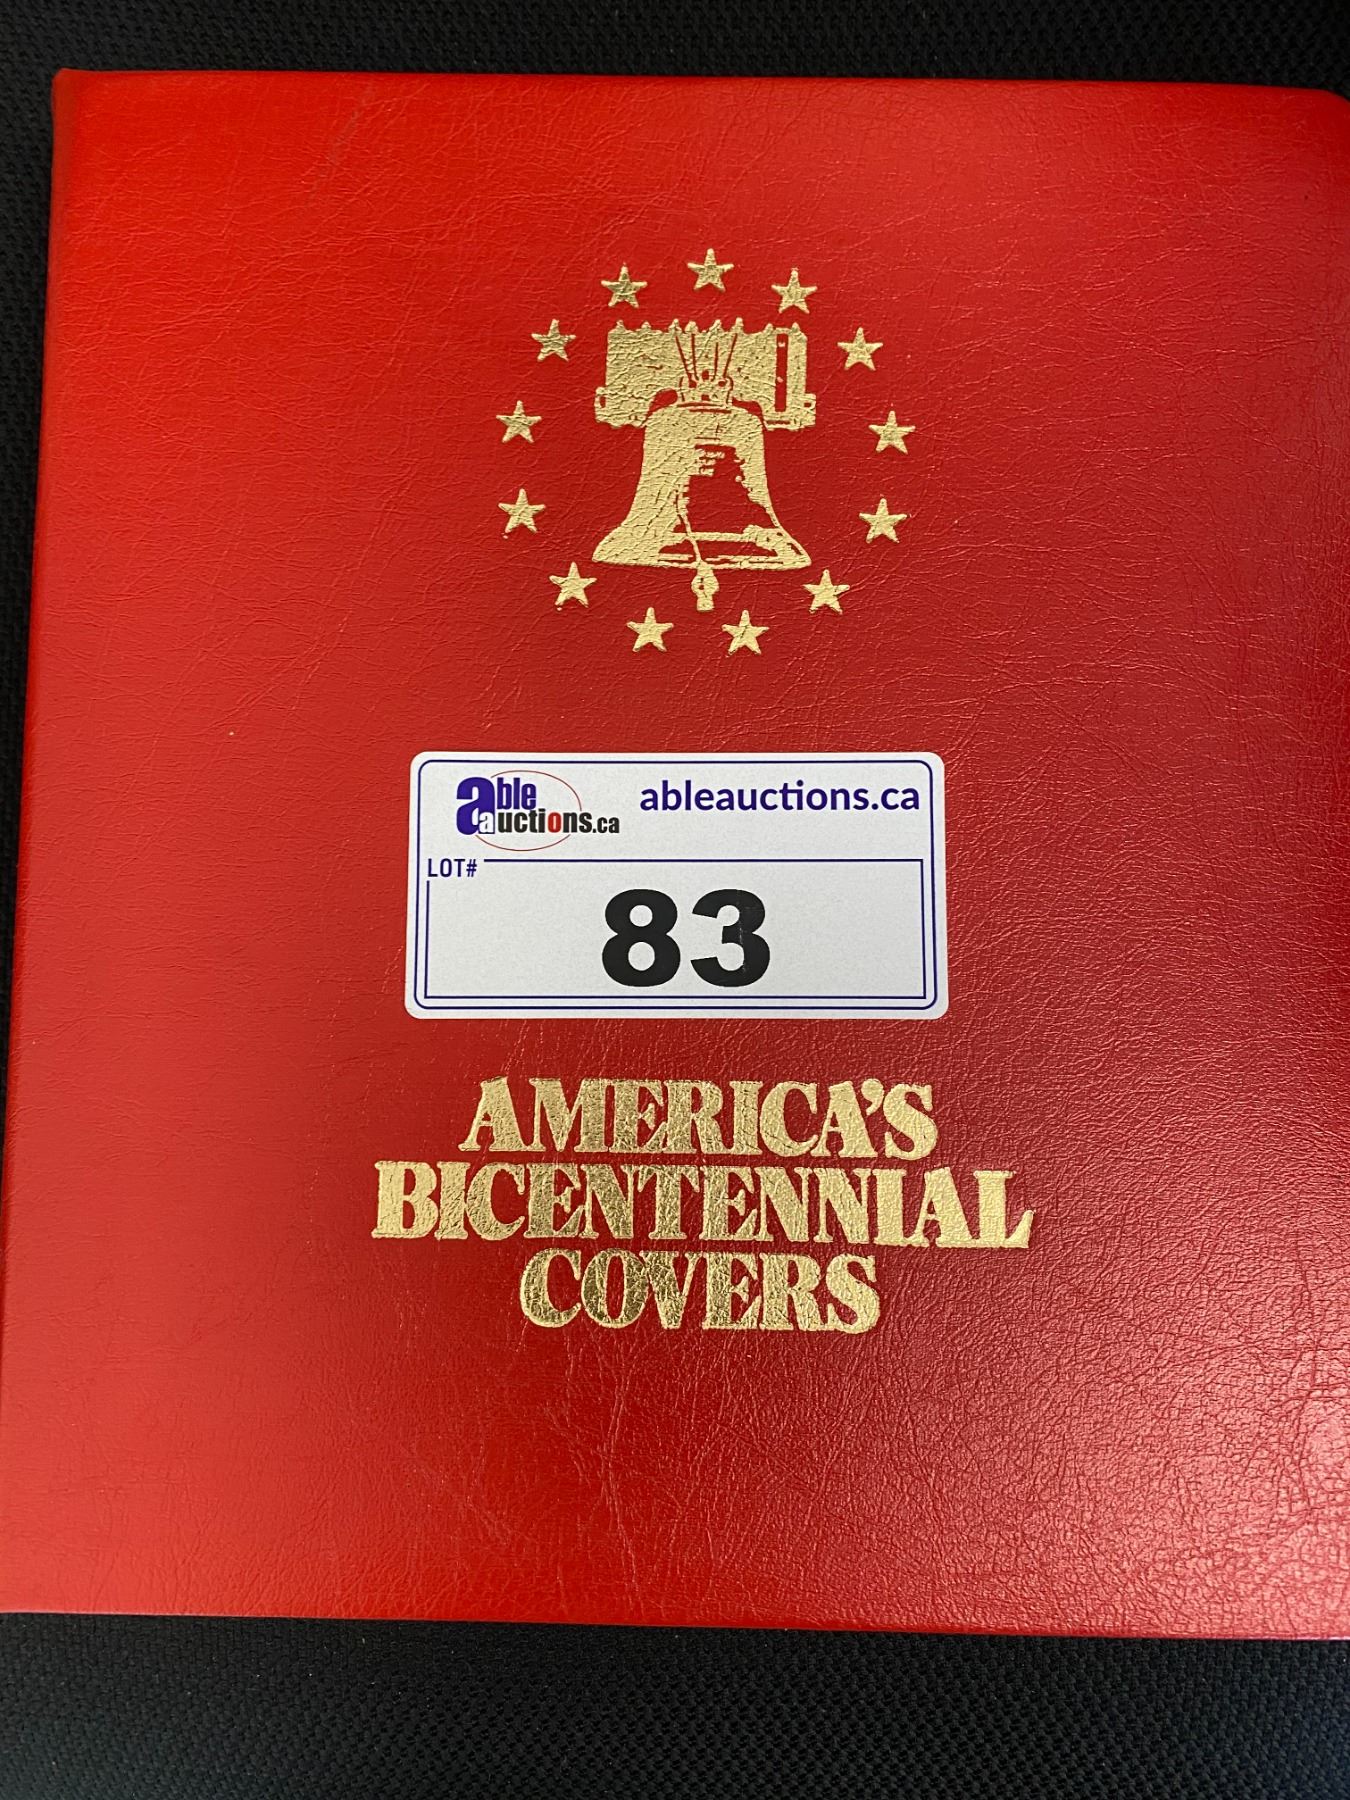 able auctions.ca
ableauctions.ca
LOT#
83
AMERICA'S
BICENTENNIAL
COVERS